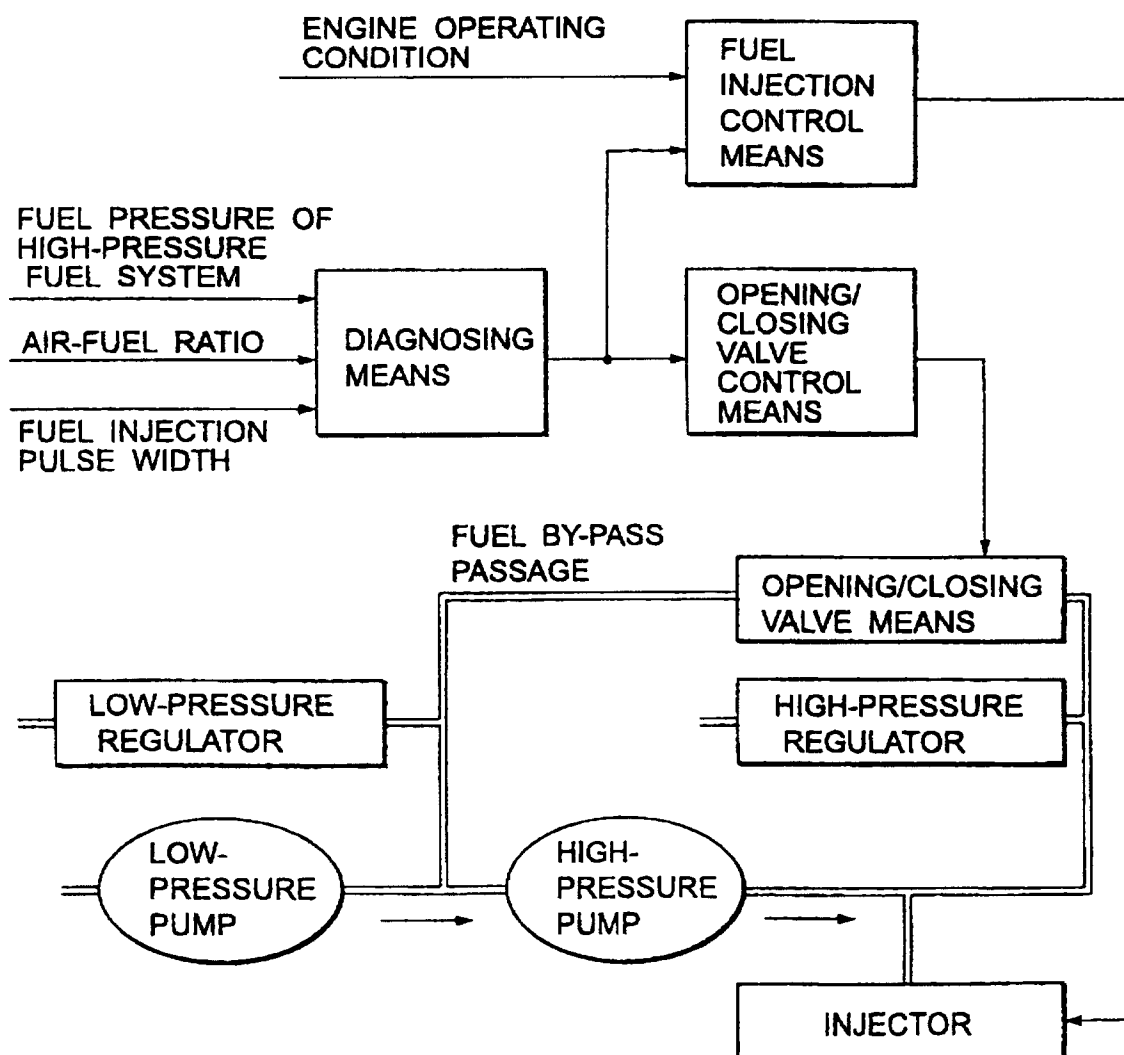 ENGINE OPERATING
CONDITION
FUEL
INJECTION
CONTROL
MEANS
FUEL PRESSURE OF
HIGH-PRESSURE
FUEL SYSTEM
AIR-FUEL RATIO
FUEL INJECTION
PULSE WIDTH
DIAGNOSING
MEANS
OPENING/
CLOSING
VALVE
CONTROL
MEANS
FUEL BY-PASS
PASSAGE
OPENING/CLOSING
VALVE MEANS
LOW-PRESSURE
REGULATOR
HIGH-PRESSURE
REGULATOR
LOW-
PRESSURE
PUMP
HIGH-
PRESSURE
PUMP
INJECTOR